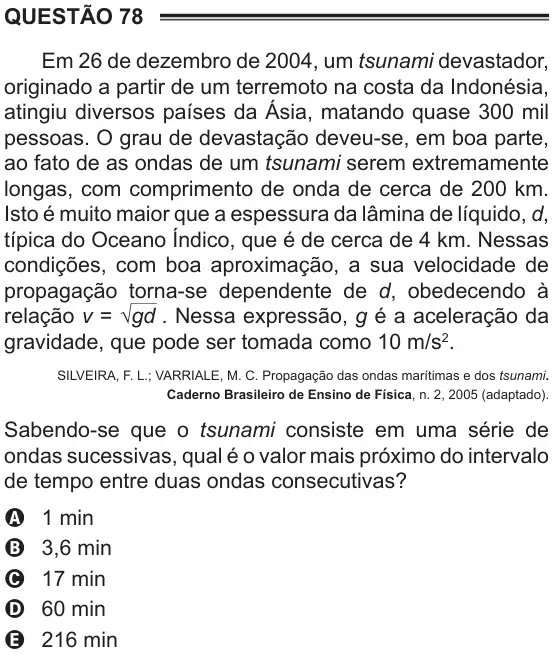 QUESTÃO 78
Em 26 de dezembro de 2004, um tsunami devastador,
originado a partir de um terremoto na costa da Indonésia,
atingiu diversos países da Ásia, matando quase 300 mil
pessoas. O grau de devastação deveu-se, em boa parte,
ao fato de as ondas de um tsunami serem extremamente
longas, com comprimento de onda de cerca de 200 km.
Isto é muito maior que a espessura da lâmina de líquido, d,
típica do Oceano Índico, que é de cerca de 4 km. Nessas
condições, com boa aproximação, a sua velocidade de
propagação torna-se dependente de d, obedecendo à
relação v = √gd . Nessa expressão, g é a aceleração da
gravidade, que pode ser tomada como 10 m/s².
SILVEIRA, F. L.; VARRIALE, M. C. Propagação das ondas marítimas e dos tsunami.
Caderno Brasileiro de Ensino de Física, n. 2, 2005 (adaptado).
Sabendo-se que o tsunami consiste em uma série de
ondas sucessivas, qual é o valor mais próximo do intervalo
de tempo entre duas ondas consecutivas?
A 1 min
B 3,6 min
C 17 min
D 60 min
E 216 min